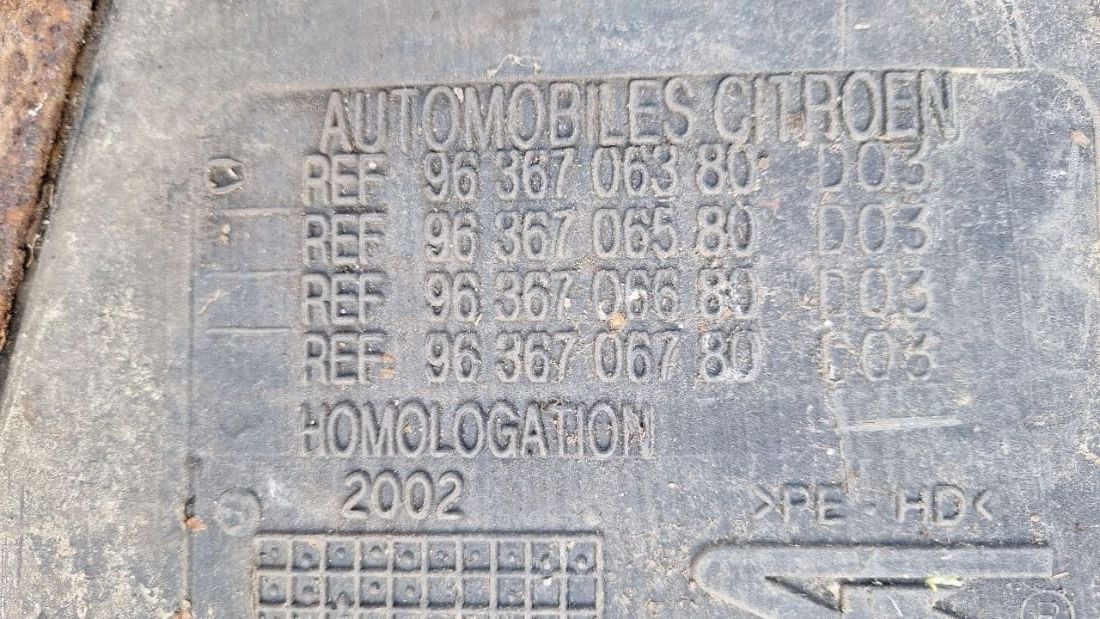 AUTOMOBILES CITROEN
REF 96 367 063 80 D03
REF 96 367 065 80 D03
REF 96 367 066 80 D03
REF 96 367 067 80 D03
HOMOLOGATION
2002
>PE-HD<